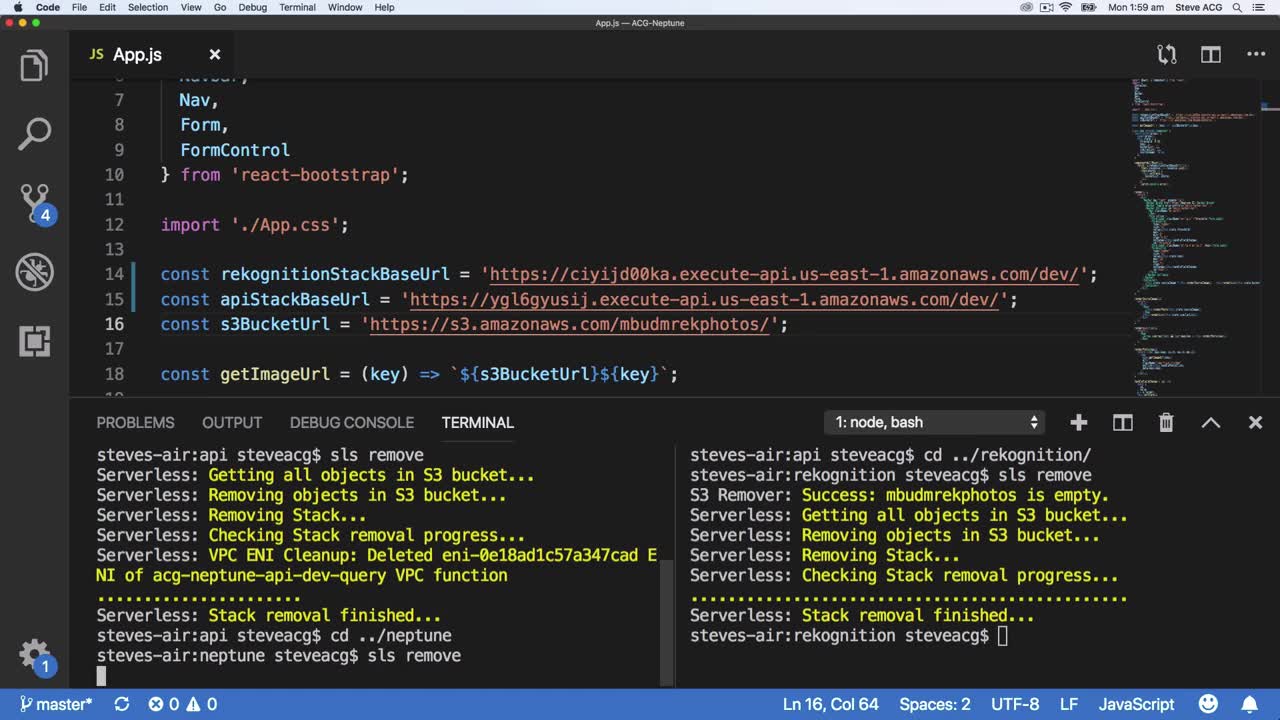 Code File Edit Selection View Go Debug Terminal Window Help Mon 1:59 am Steve ACG
App.js — ACG-Neptune
JS App.js
Navbar,
7 Nav,
8 Form,
9 FormControl
10 } from 'react-bootstrap';
11
12 import './App.css';
13
14 const rekognitionStackBaseUrl = 'https://ciyijd00ka.execute-api.us-east-1.amazonaws.com/dev/';
15 const apiStackBaseUrl = 'https://ygl6gyusij.execute-api.us-east-1.amazonaws.com/dev/';
16 const s3BucketUrl = 'https://s3.amazonaws.com/mbudmrekphotos/';
17
18 const getImageUrl = (key) => `${s3BucketUrl}${key}`;
4
PROBLEMS OUTPUT DEBUG CONSOLE TERMINAL 1: node, bash
steves-air:api steveacg$ sls remove
Serverless: Getting all objects in S3 bucket...
Serverless: Removing objects in S3 bucket...
Serverless: Removing Stack...
Serverless: Checking Stack removal progress...
Serverless: VPC ENI Cleanup: Deleted eni-0e18ad1c57a347cad E
NI of acg-neptune-api-dev-query VPC function
......................
Serverless: Stack removal finished...
steves-air:api steveacg$ cd ../neptune
steves-air:neptune steveacg$ sls remove
steves-air:api steveacg$ cd ../rekognition/
steves-air:rekognition steveacg$ sls remove
S3 Remover: Success: mbudmrekphotos is empty.
Serverless: Getting all objects in S3 bucket...
Serverless: Removing objects in S3 bucket...
Serverless: Removing Stack...
Serverless: Checking Stack removal progress...
...............................................
Serverless: Stack removal finished...
steves-air:rekognition steveacg$
1
master* 0 0 Ln 16, Col 64 Spaces: 2 UTF-8 LF JavaScript